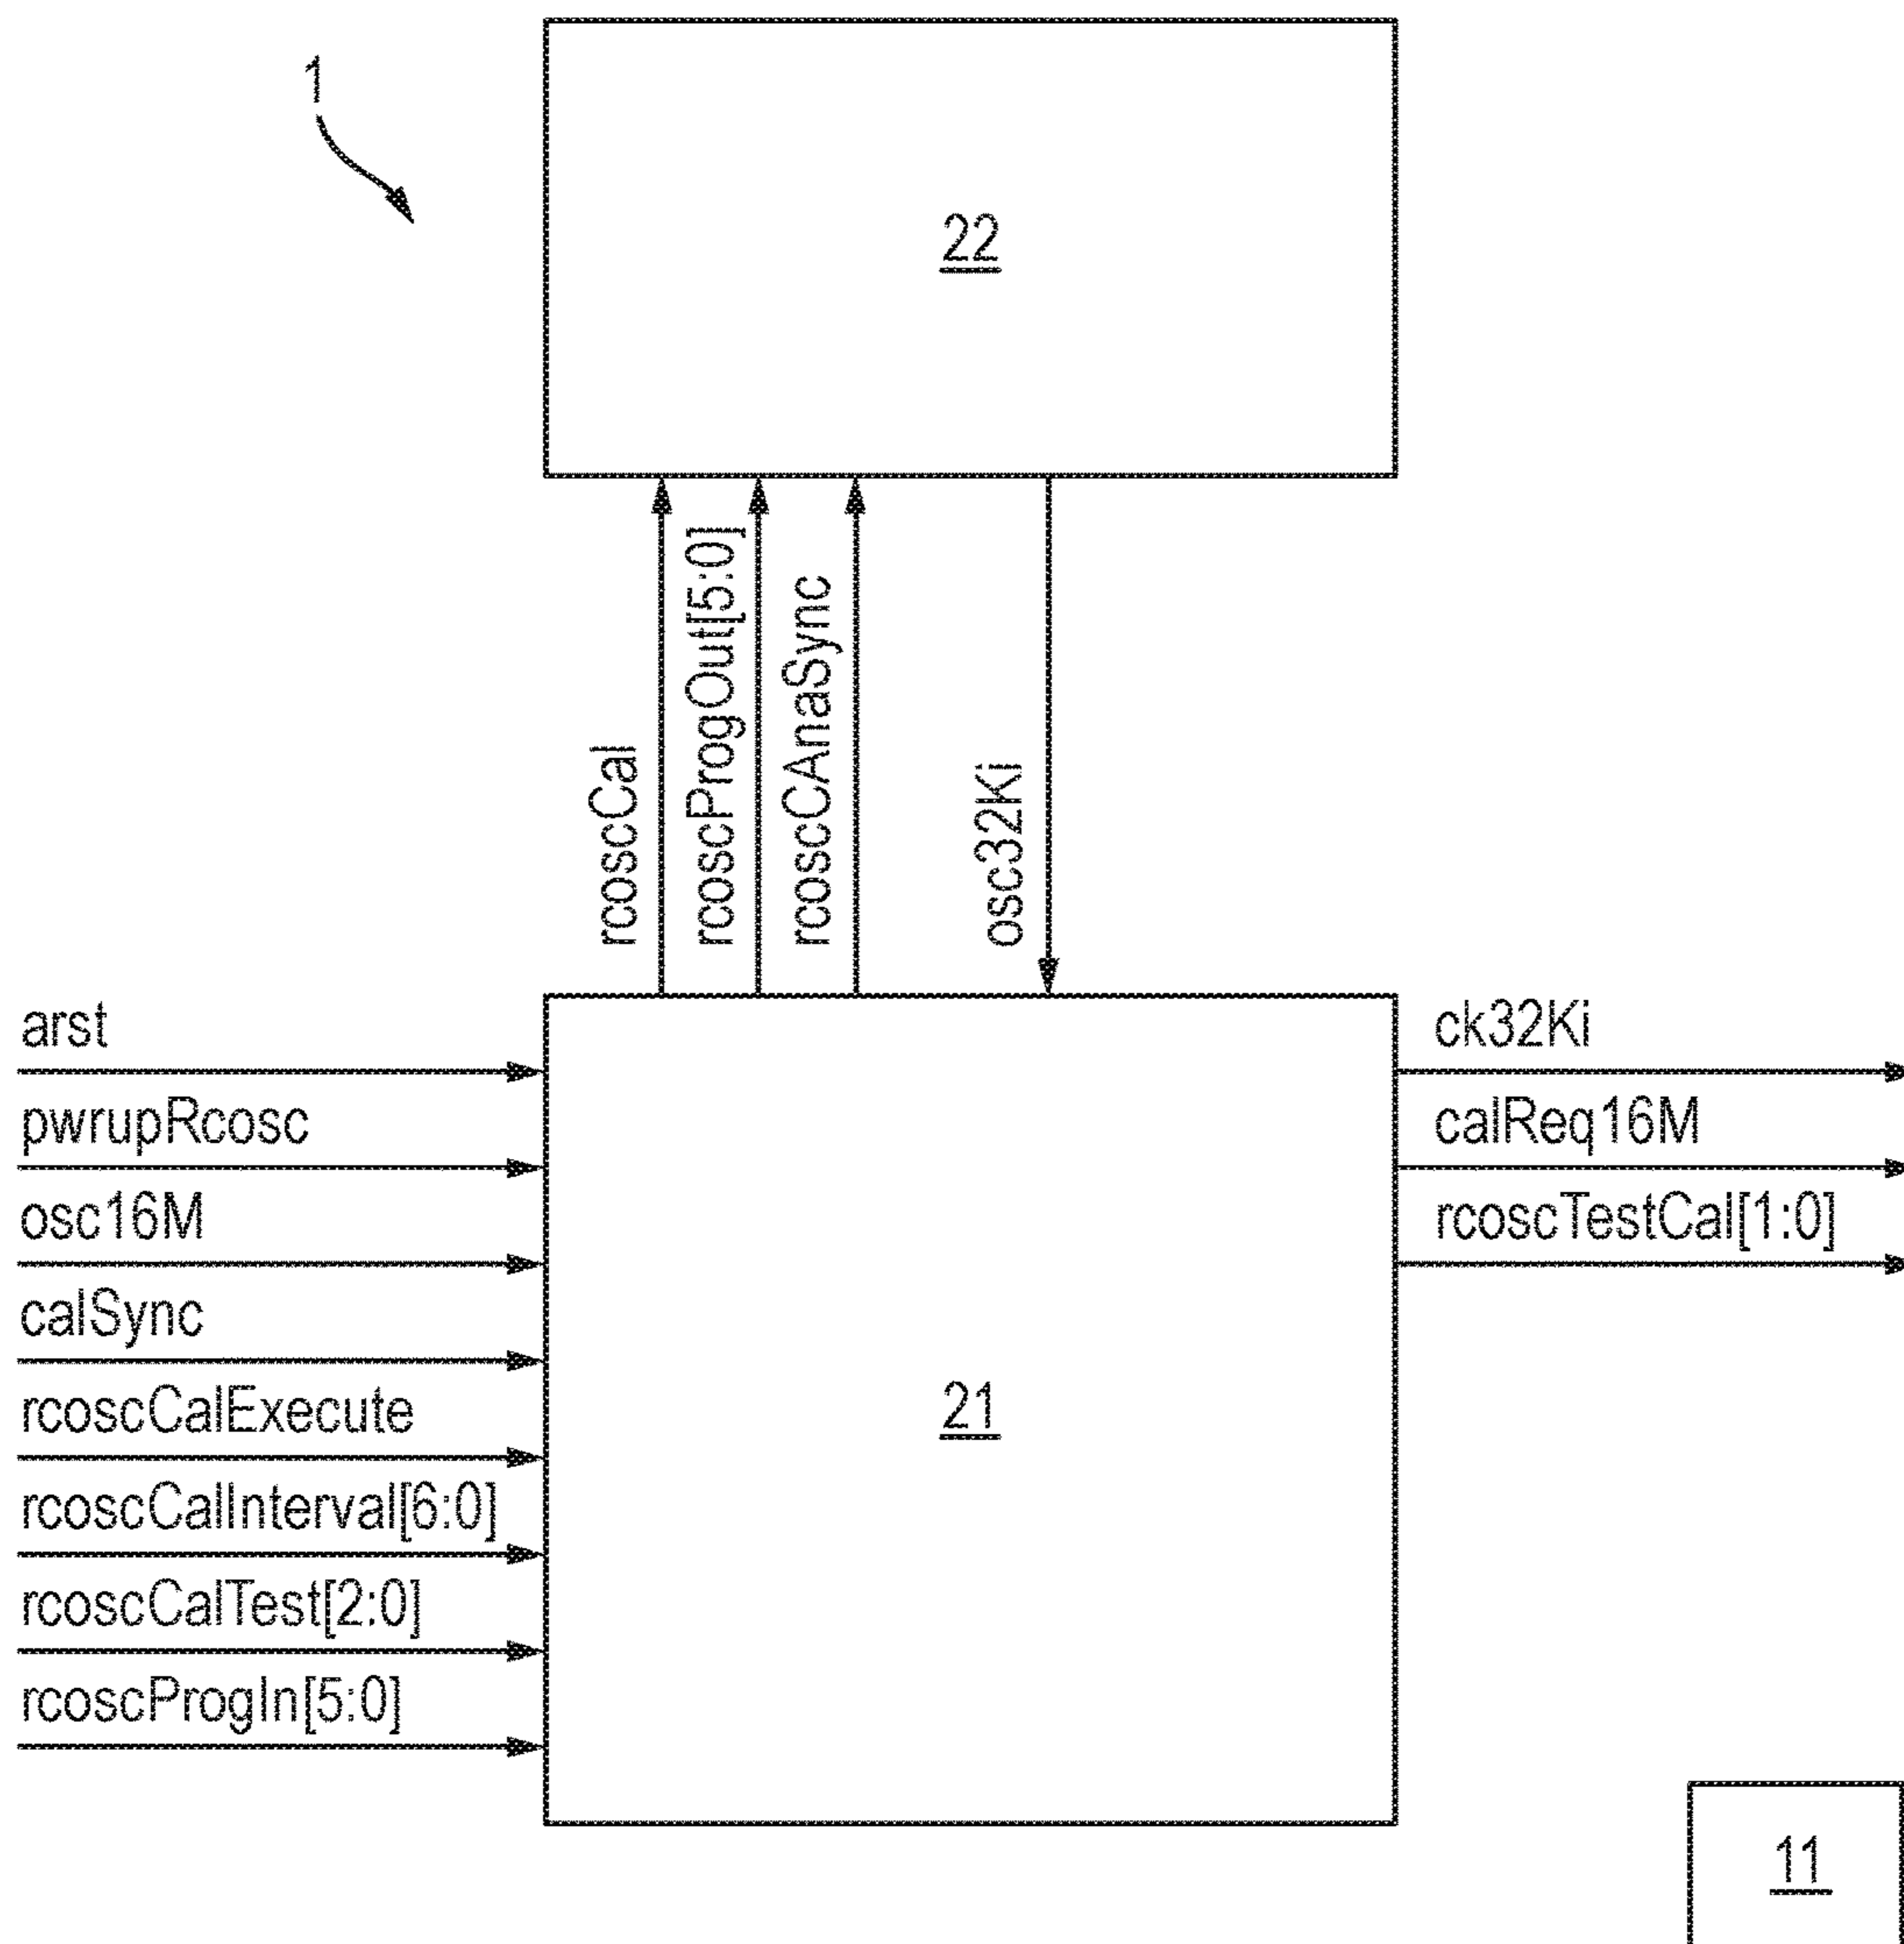 1
22
rcoscCal
rcoscProgOut[5:0]
rcoscCAnaSync
osc32Ki
arst
pwrupRcosc
osc16M
calSync
rcoscCalExecute
rcoscCalInterval[6:0]
rcoscCalTest[2:0]
rcoscProgIn[5:0]
21
ck32Ki
calReq16M
rcoscTestCal[1:0]
11